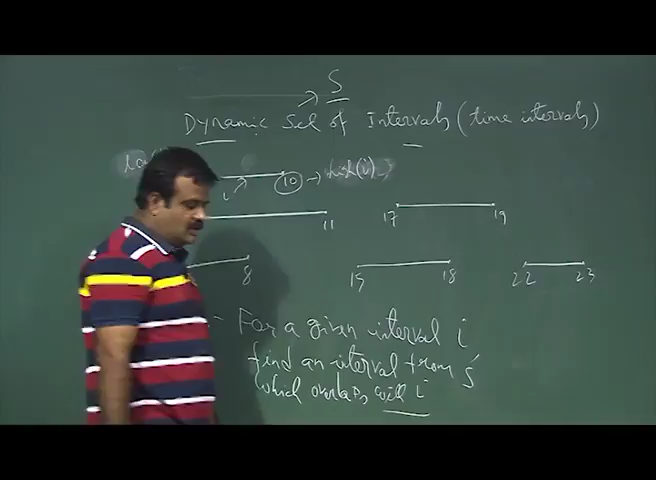 S
Dynamic Set of Intervals (time intervals)
i 10 → high(i)
11 17 19
8 15 18 22 23
- For a given interval i
find an interval from S
which overlaps with i